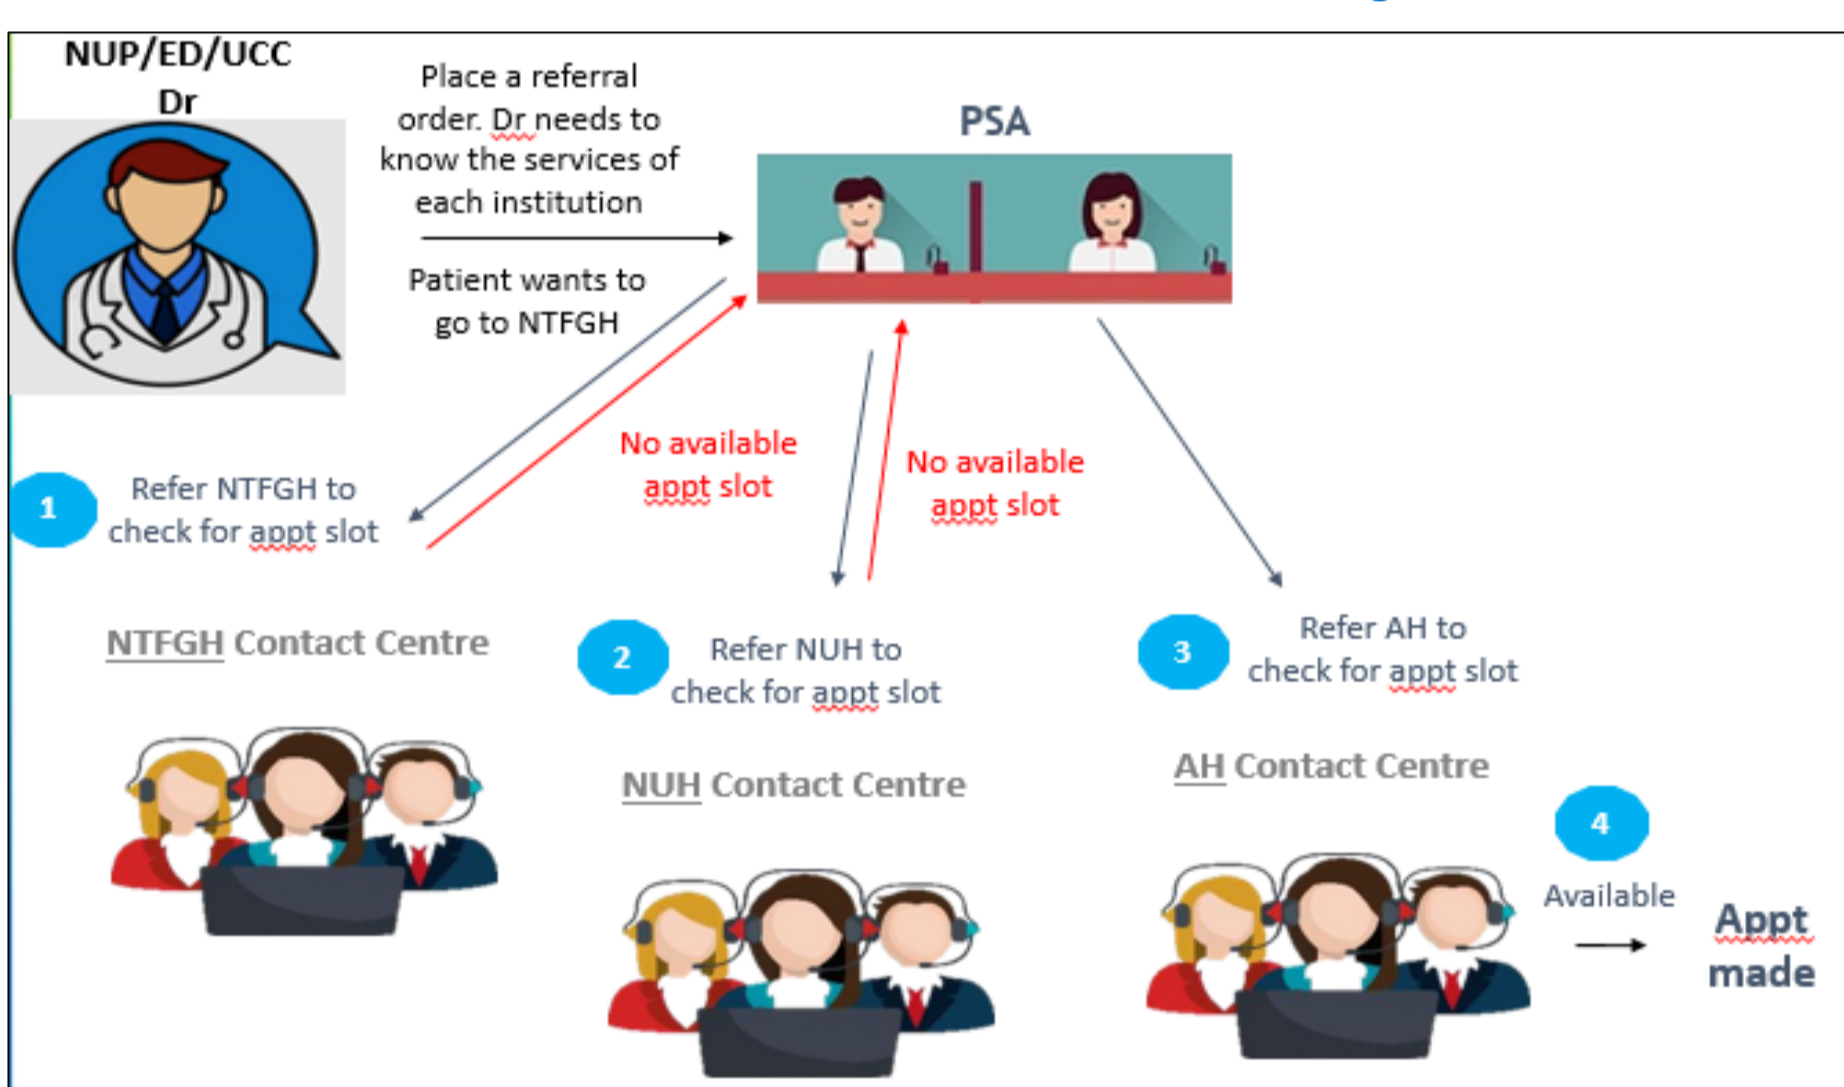 NUP/ED/UCC
Dr
Place a referral
order. Dr needs to
know the services of
each institution
Patient wants to
go to NTFGH
PSA
No available
appt slot
No available
appt slot
1
Refer NTFGH to
check for appt slot
NTFGH Contact Centre
2
Refer NUH to
check for appt slot
NUH Contact Centre
3
Refer AH to
check for appt slot
AH Contact Centre
4
Available
Appt
made